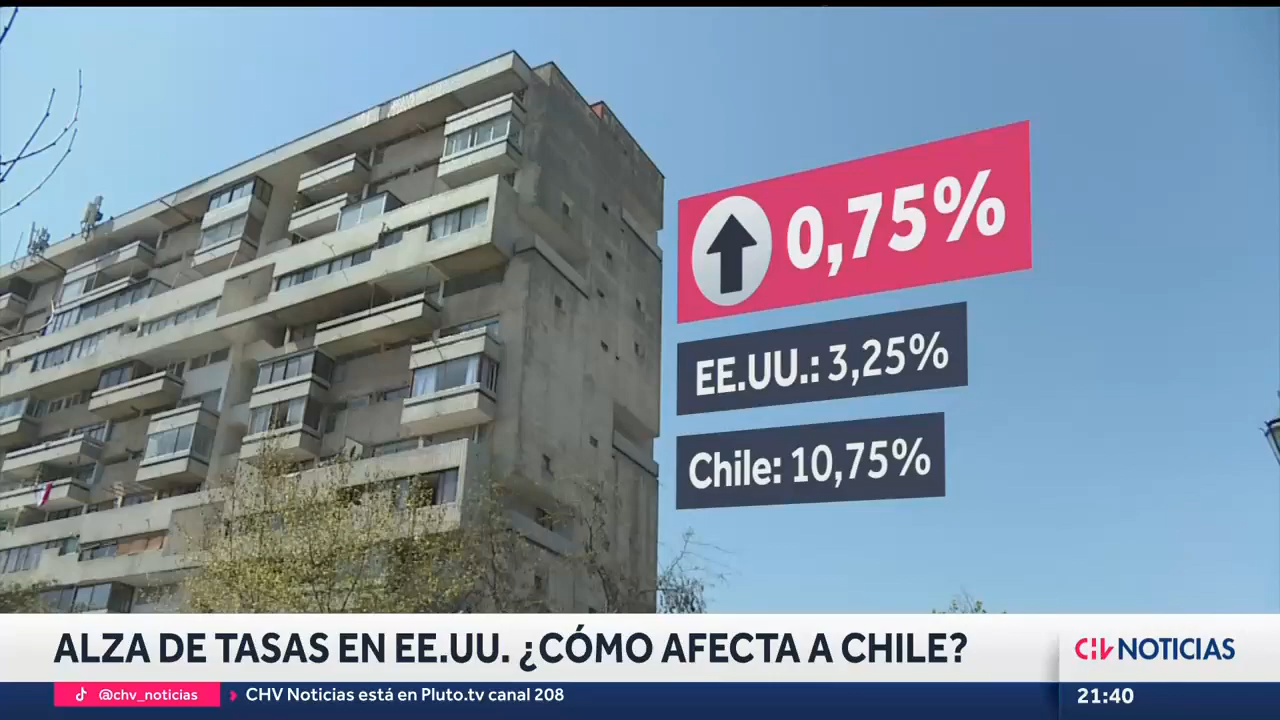 0,75%
EE.UU.: 3,25%
Chile: 10,75%
ALZA DE TASAS EN EE.UU. ¿CÓMO AFECTA A CHILE?
CHV NOTICIAS
@chv_noticias
CHV Noticias está en Pluto.tv canal 208
21:40